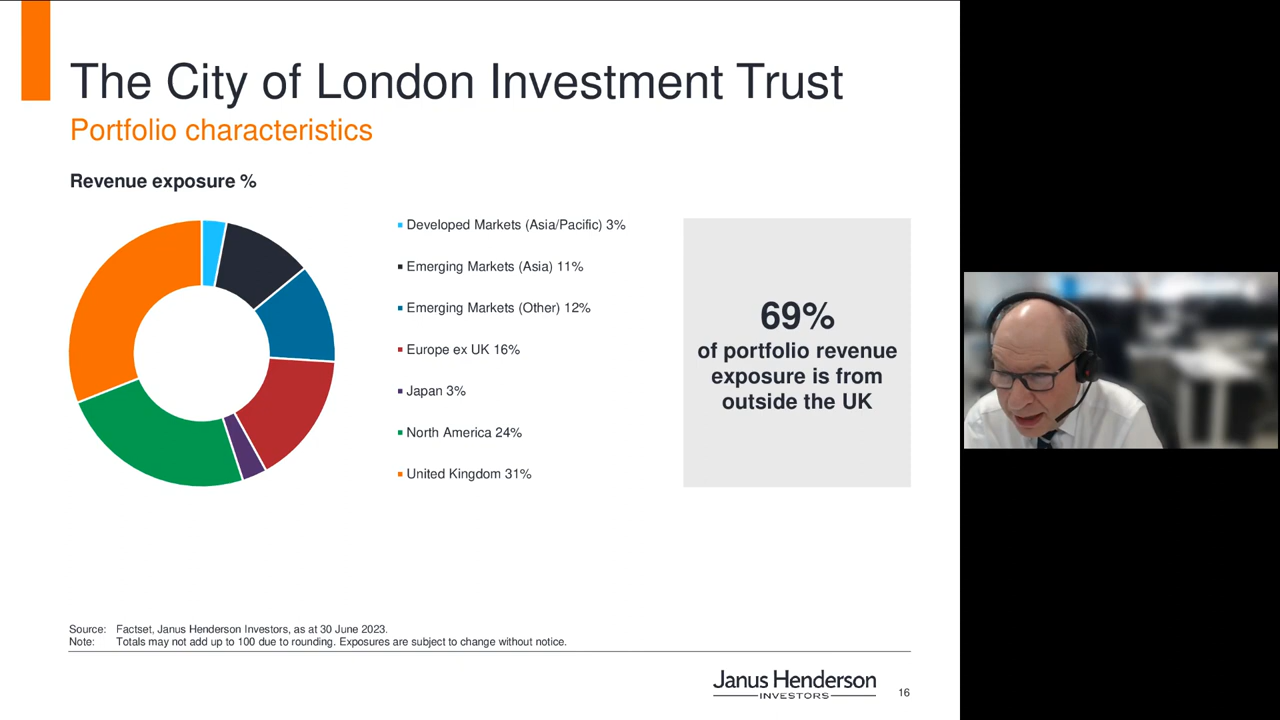 The City of London Investment Trust
Portfolio characteristics
Revenue exposure %
Developed Markets (Asia/Pacific) 3%
Emerging Markets (Asia) 11%
Emerging Markets (Other) 12%
Europe ex UK 16%
Japan 3%
North America 24%
United Kingdom 31%
69%
of portfolio revenue
exposure is from
outside the UK
Source: Factset, Janus Henderson Investors, as at 30 June 2023.
Note: Totals may not add up to 100 due to rounding. Exposures are subject to change without notice.
Janus Henderson
INVESTORS
16